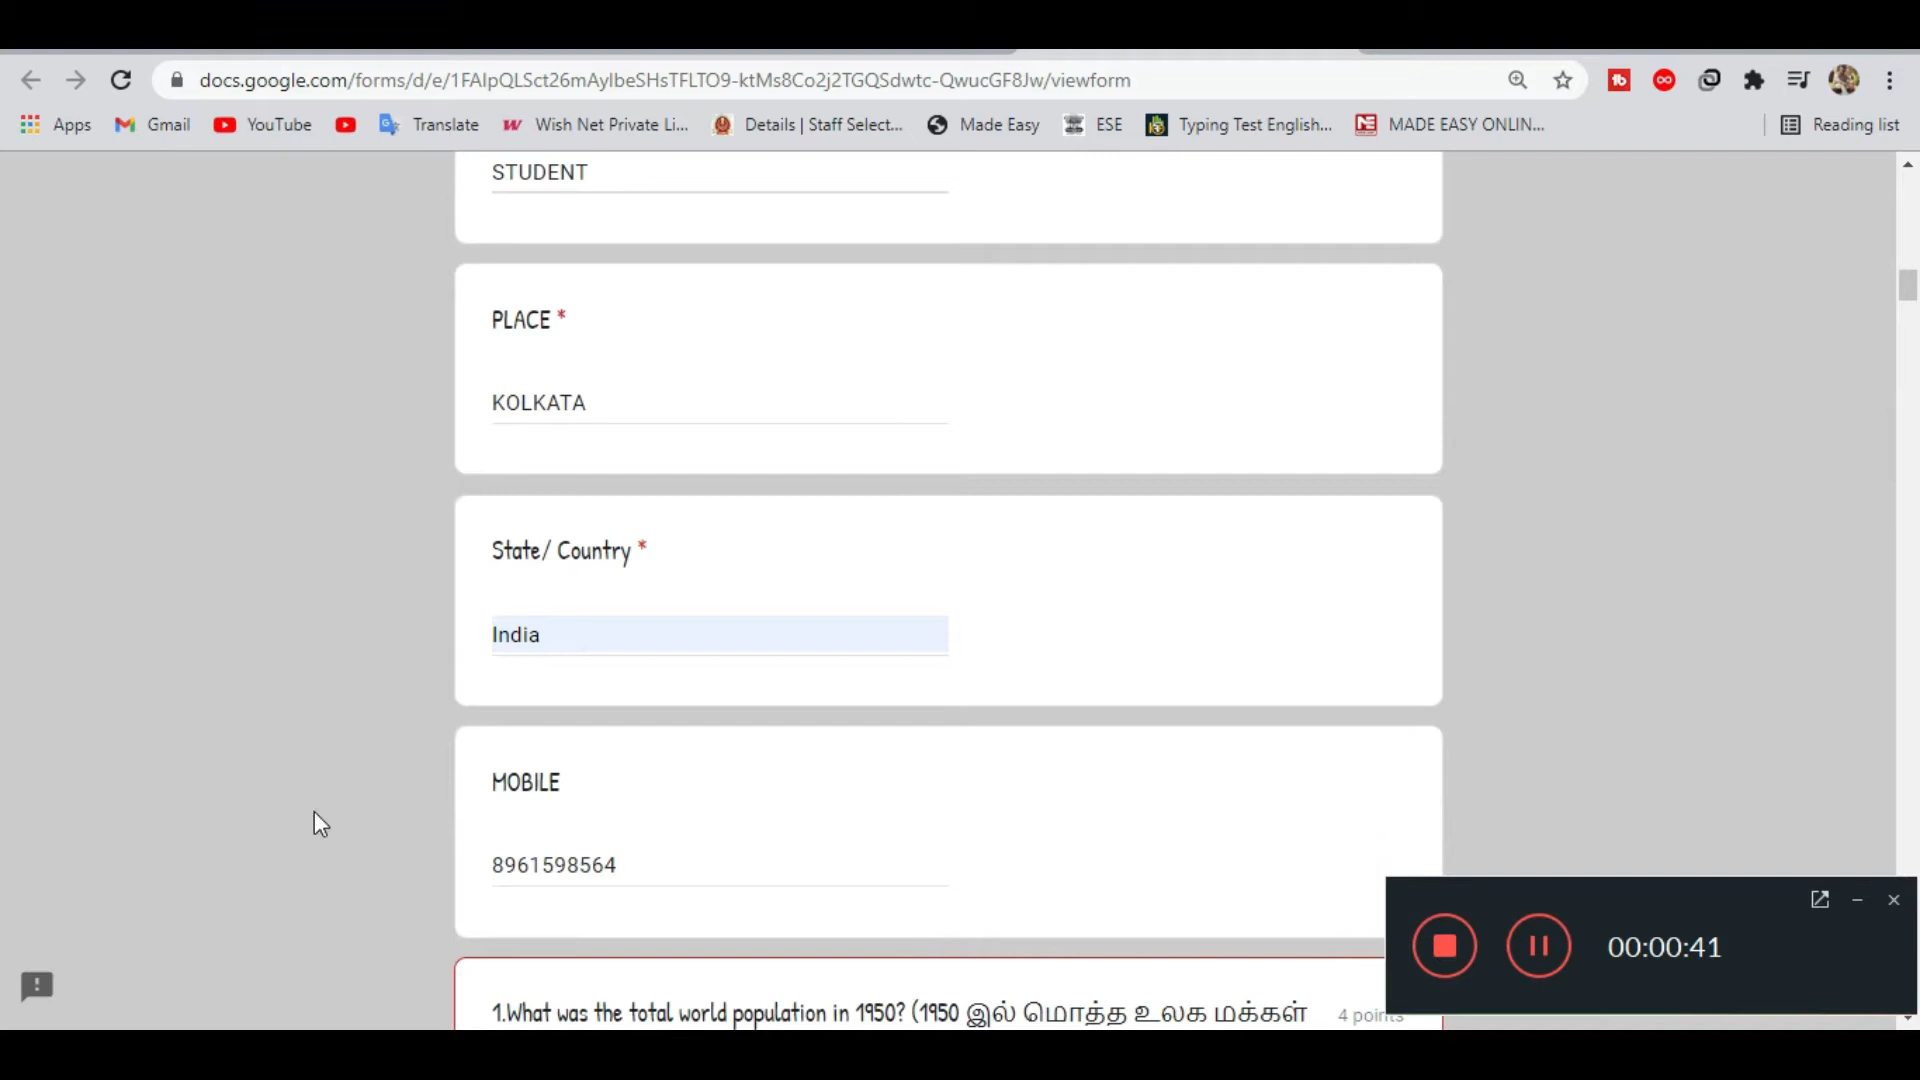 docs.google.com/forms/d/e/1FAIpQLSct26mAylbeSHsTFLTO9-ktMs8Co2j2TGQSdwtc-QwucGF8Jw/viewform
Apps Gmail YouTube Translate Wish Net Private Li... Details | Staff Select... Made Easy ESE Typing Test English... MADE EASY ONLIN... Reading list
STUDENT
PLACE *
KOLKATA
State/ Country *
India
MOBILE
8961598564
00:00:41
1.What was the total world population in 1950? (1950 இல் மொத்த உலக மக்கள் 4 points